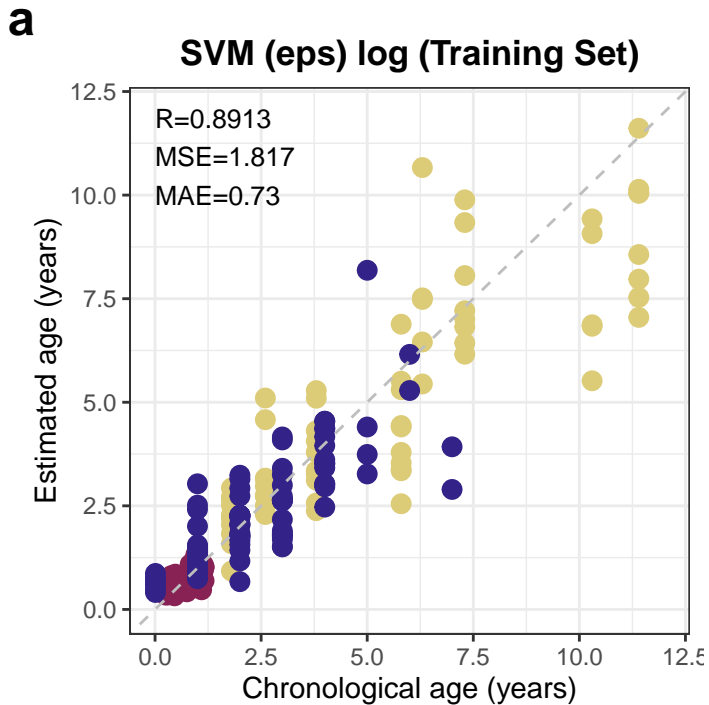 a
SVM (eps) log (Training Set)
R=0.8913
MSE=1.817
MAE=0.73
12.5
10.0
7.5
5.0
2.5
0.0
Estimated age (years)
0.0 2.5 5.0 7.5 10.0 12.5
Chronological age (years)